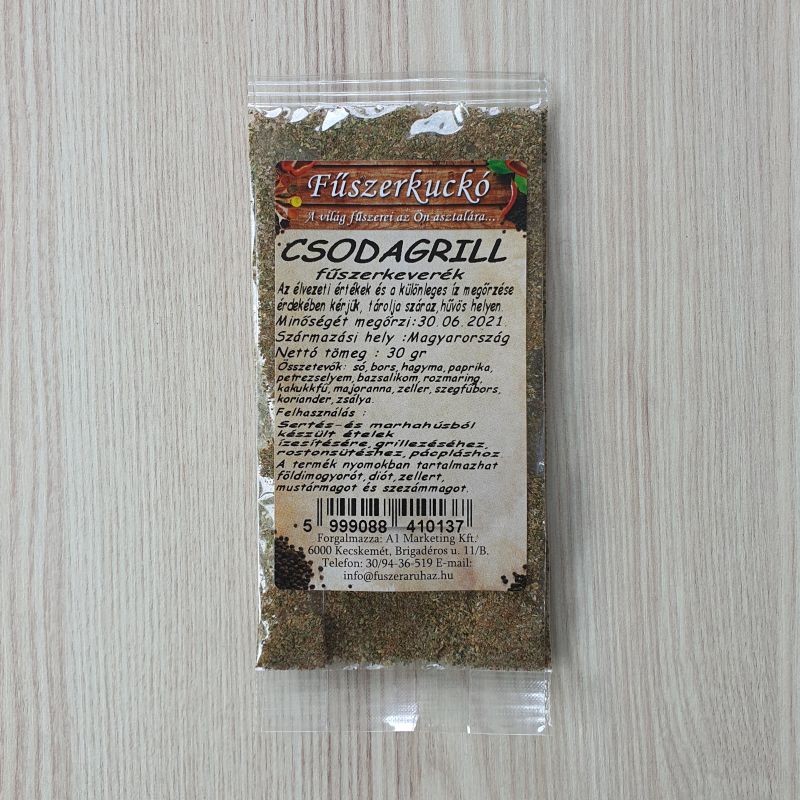 Fűszerkuckó
A világ fűszerei az Ön asztalára...
CSODAGRILL
fűszerkeverék
Az élvezeti értékek és a különleges íz megőrzése
érdekében kérjük, tárolja száraz,hűvös helyen.
Minőségét megőrzi:30.06.2021.
Származási hely :Magyarország
Nettó tömeg : 30 gr
Összetevők: só, bors, hagyma, paprika,
petrezselyem, bazsalikom, rozmaring,
kakukkfű, majoranna, zeller, szegfűbors,
koriander, zsálya.
Felhasználás :
Sertés-és marhahúsból
készült ételek
ízesítésére, grillezéséhez,
rostonsütéshez, pácpláshoz.
A termék nyomokban tartalmazhat
földimogyorót, diót, zellert,
mustármagot és szezámmagot.
5 999088 410137
Forgalmazza: A1 Marketing Kft.
6000 Kecskemét, Brigadéros u. 11/B.
Telefon: 30/94-36-519 E-mail:
info@fuszeraruhaz.hu